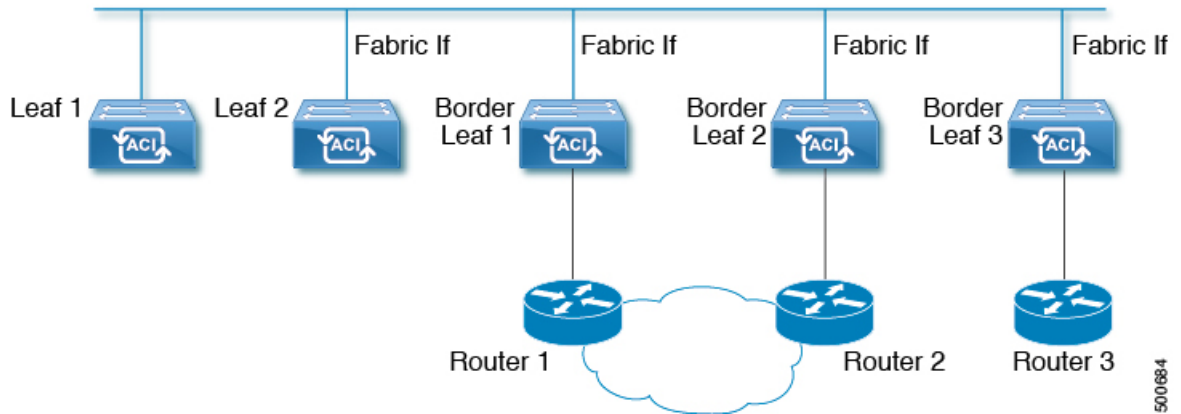 Fabric If
Fabric If
Fabric If
Fabric If
Leaf 1
Leaf 2
Border
Leaf 1
Border
Leaf 2
Border
Leaf 3
ACI
ACI
ACI
ACI
ACI
Router 1
Router 2
Router 3
500684